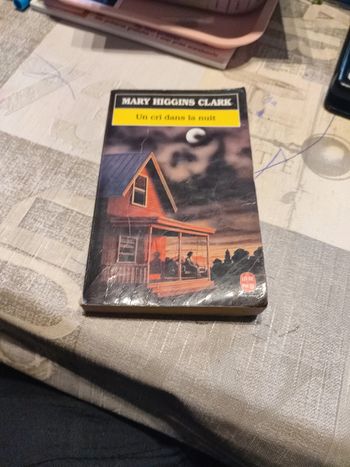 MARY HIGGINS CLARK
Un cri dans la nuit